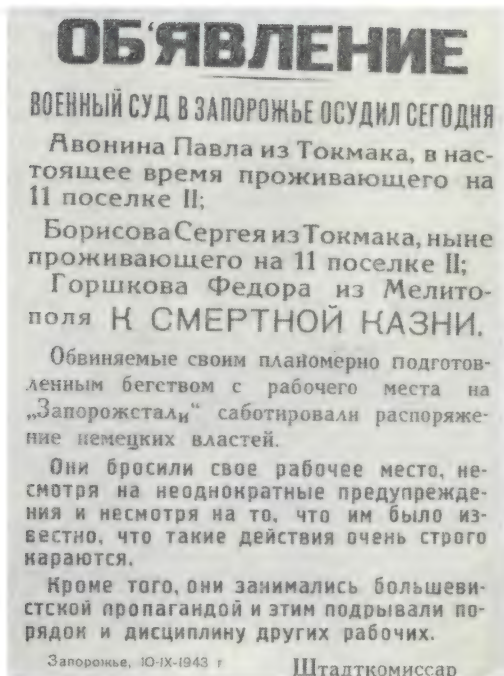 ОБ'ЯВЛЕНИЕ
ВОЕННЫЙ СУД В ЗАПОРОЖЬЕ ОСУДИЛ СЕГОДНЯ
Авонина Павла из Токмака, в нас-
тоящее время проживающего на
11 поселке II;
Борисова Сергея из Токмака, ныне
проживающего на 11 поселке II;
Горшкова Федора из Мелито-
поля К СМЕРТНОЙ КАЗНИ.
Обвиняемые своим планомерно подготов-
ленным бегством с рабочего места на
„Запорожстали“ саботировали распоряже-
ние немецких властей.
Они бросили свое рабочее место, не-
смотря на неоднократные предупрежде-
ния и несмотря на то, что им было из-
вестно, что такие действия очень строго
караются.
Кроме того, они занимались большеви-
стской пропагандой и этим подрывали по-
рядок и дисциплину других рабочих.
Запорожье, 10-IX-1943 г
Штадткомиссар